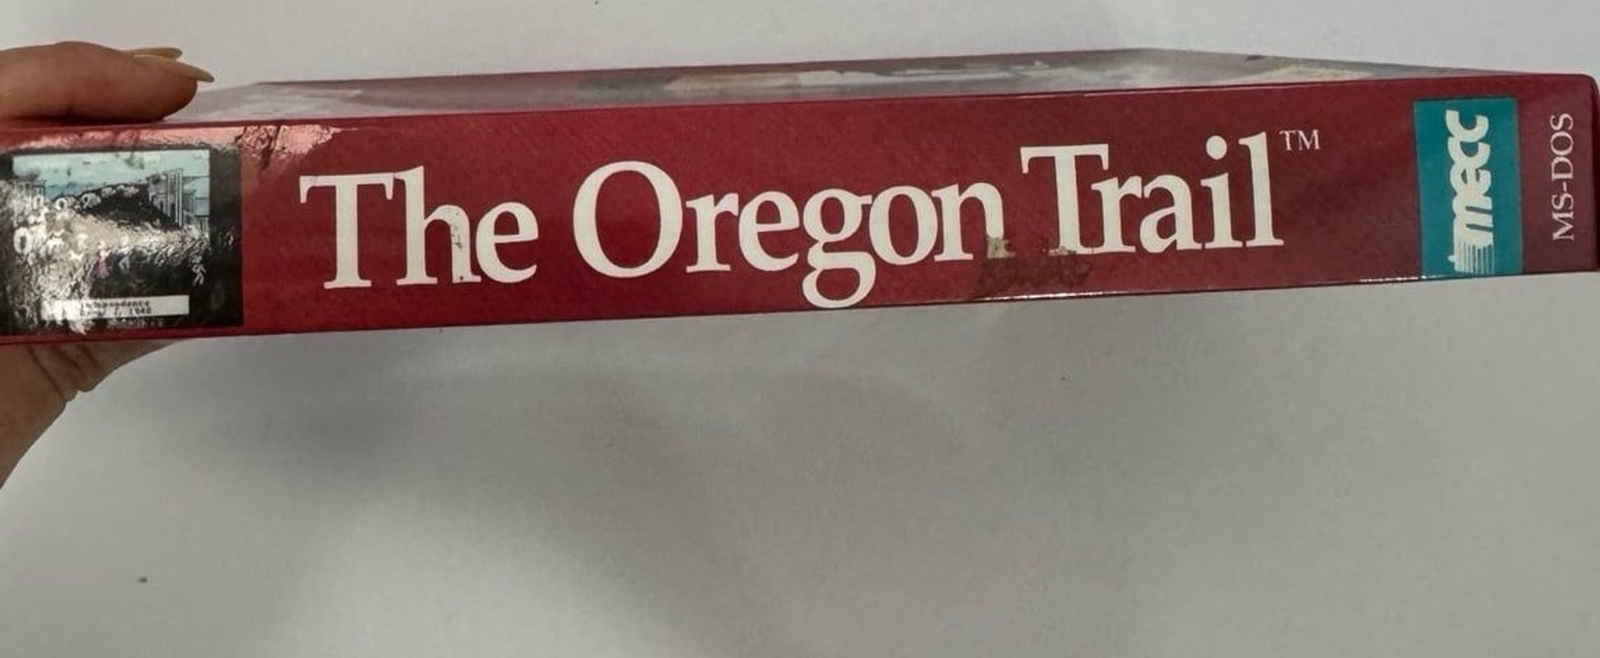 The Oregon Trail™
mecc
MS-DOS
Independence